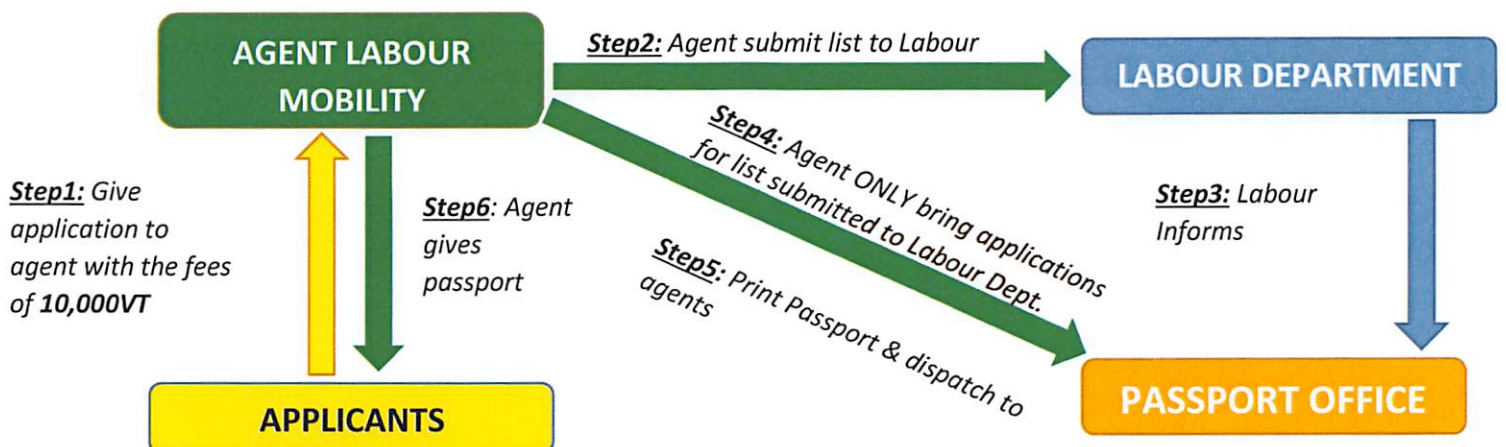 AGENT LABOUR
MOBILITY
Step2: Agent submit list to Labour
LABOUR DEPARTMENT
Step1: Give
application to
agent with the fees
of 10,000VT
Step6: Agent
gives
passport
Step4: Agent ONLY bring applications
for list submitted to Labour Dept.
Step5: Print Passport & dispatch to
agents
Step3: Labour
Informs
APPLICANTS
PASSPORT OFFICE